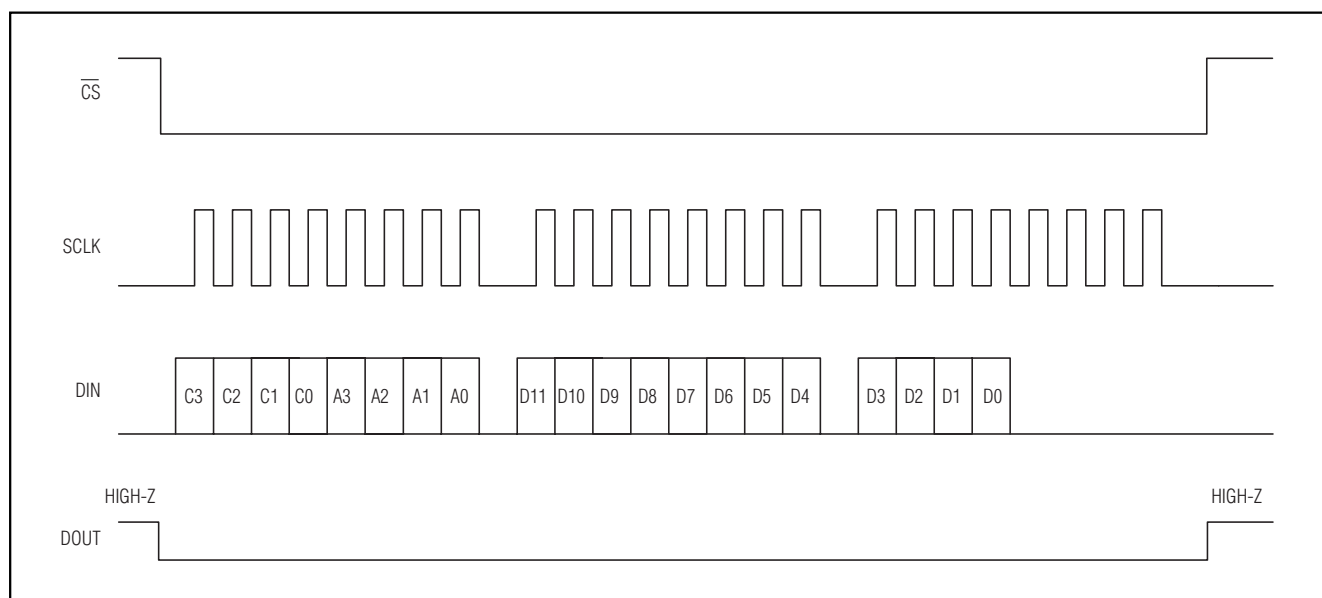 CS
SCLK
DIN
C3 C2 C1 C0 A3 A2 A1 A0 D11 D10 D9 D8 D7 D6 D5 D4 D3 D2 D1 D0
HIGH-Z HIGH-Z
DOUT